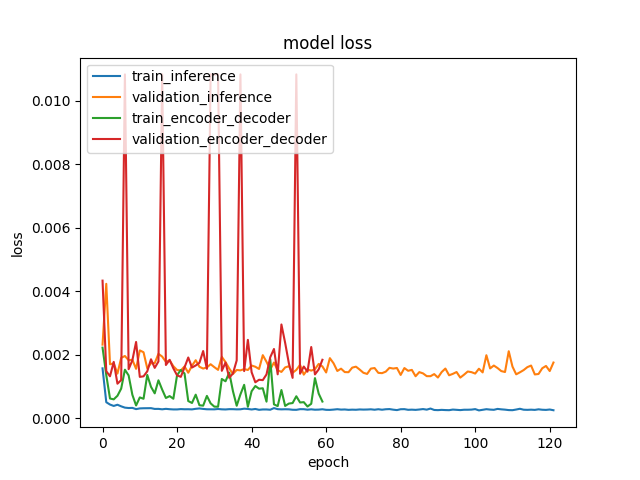 model loss
train_inference
validation_inference
train_encoder_decoder
validation_encoder_decoder
0.010
0.008
0.006
0.004
0.002
0.000
loss
0 20 40 60 80 100 120
epoch